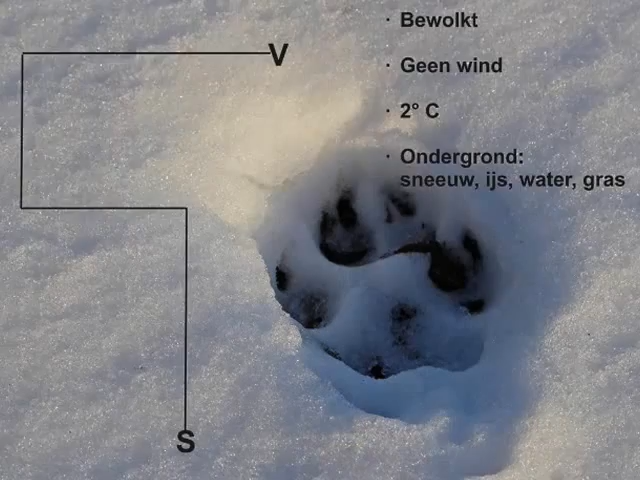 V
· Bewolkt
· Geen wind
· 2° C
· Ondergrond:
sneeuw, ijs, water, gras
S